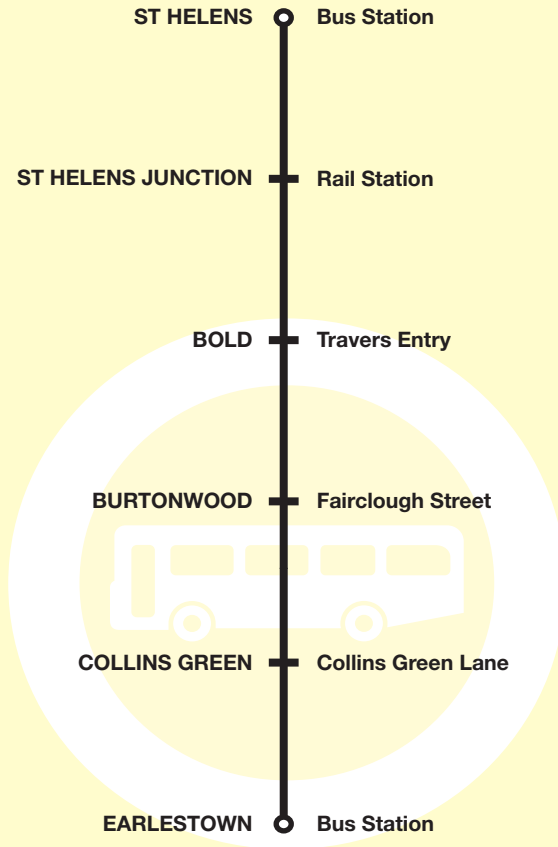 ST HELENS Bus Station
ST HELENS JUNCTION Rail Station
BOLD Travers Entry
BURTONWOOD Fairclough Street
COLLINS GREEN Collins Green Lane
EARLESTOWN Bus Station